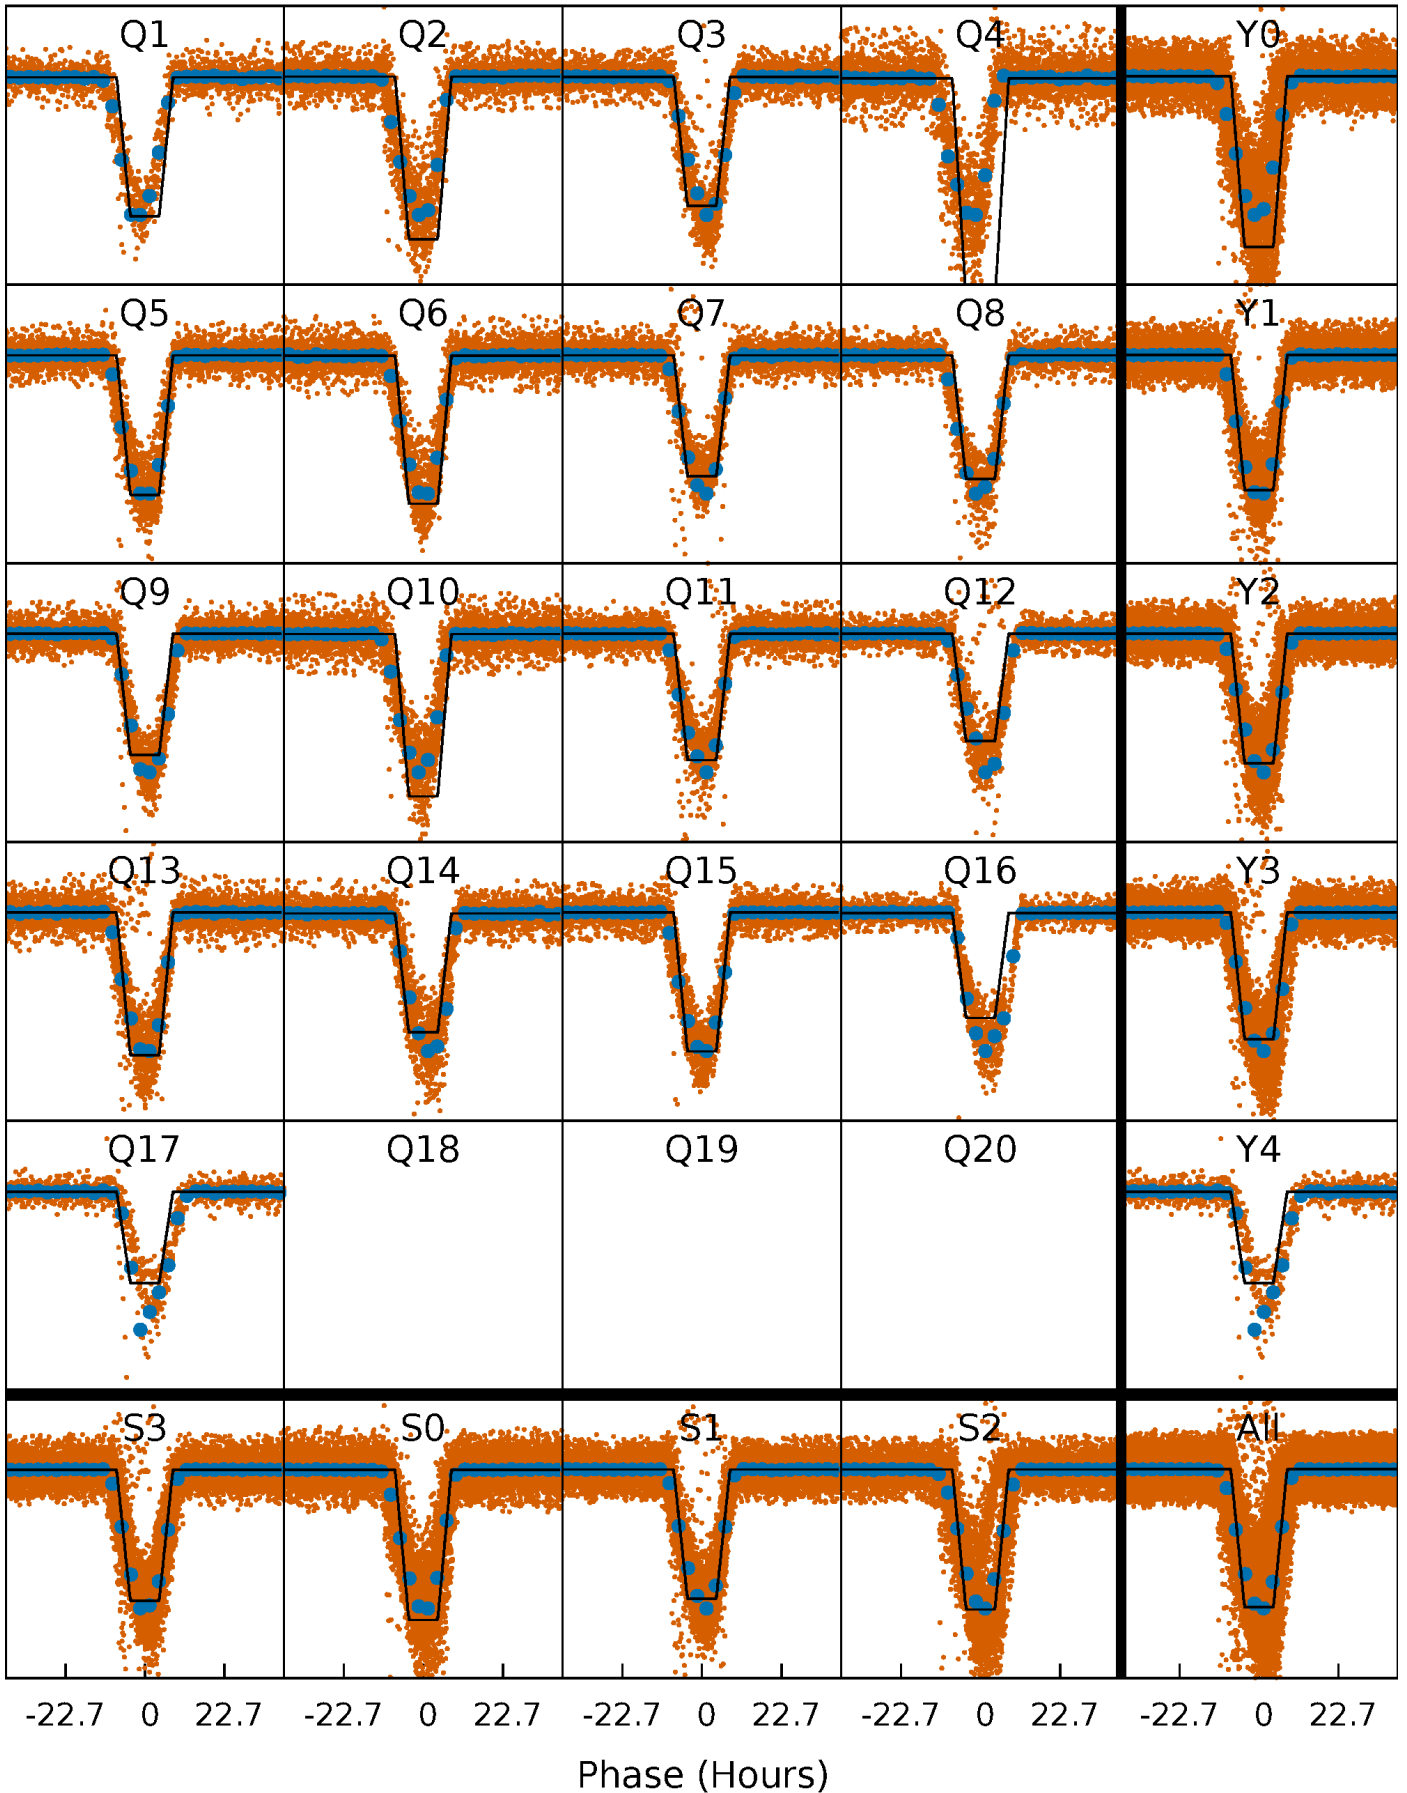 Q1 Q2 Q3 Q4 Y0
Q5 Q6 Q7 Q8 Y1
Q9 Q10 Q11 Q12 Y2
Q13 Q14 Q15 Q16 Y3
Q17 Q18 Q19 Q20 Y4
S3 S0 S1 S2 All
-22.7 0 22.7 -22.7 0 22.7 -22.7 0 22.7 -22.7 0 22.7 -22.7 0 22.7
Phase (Hours)